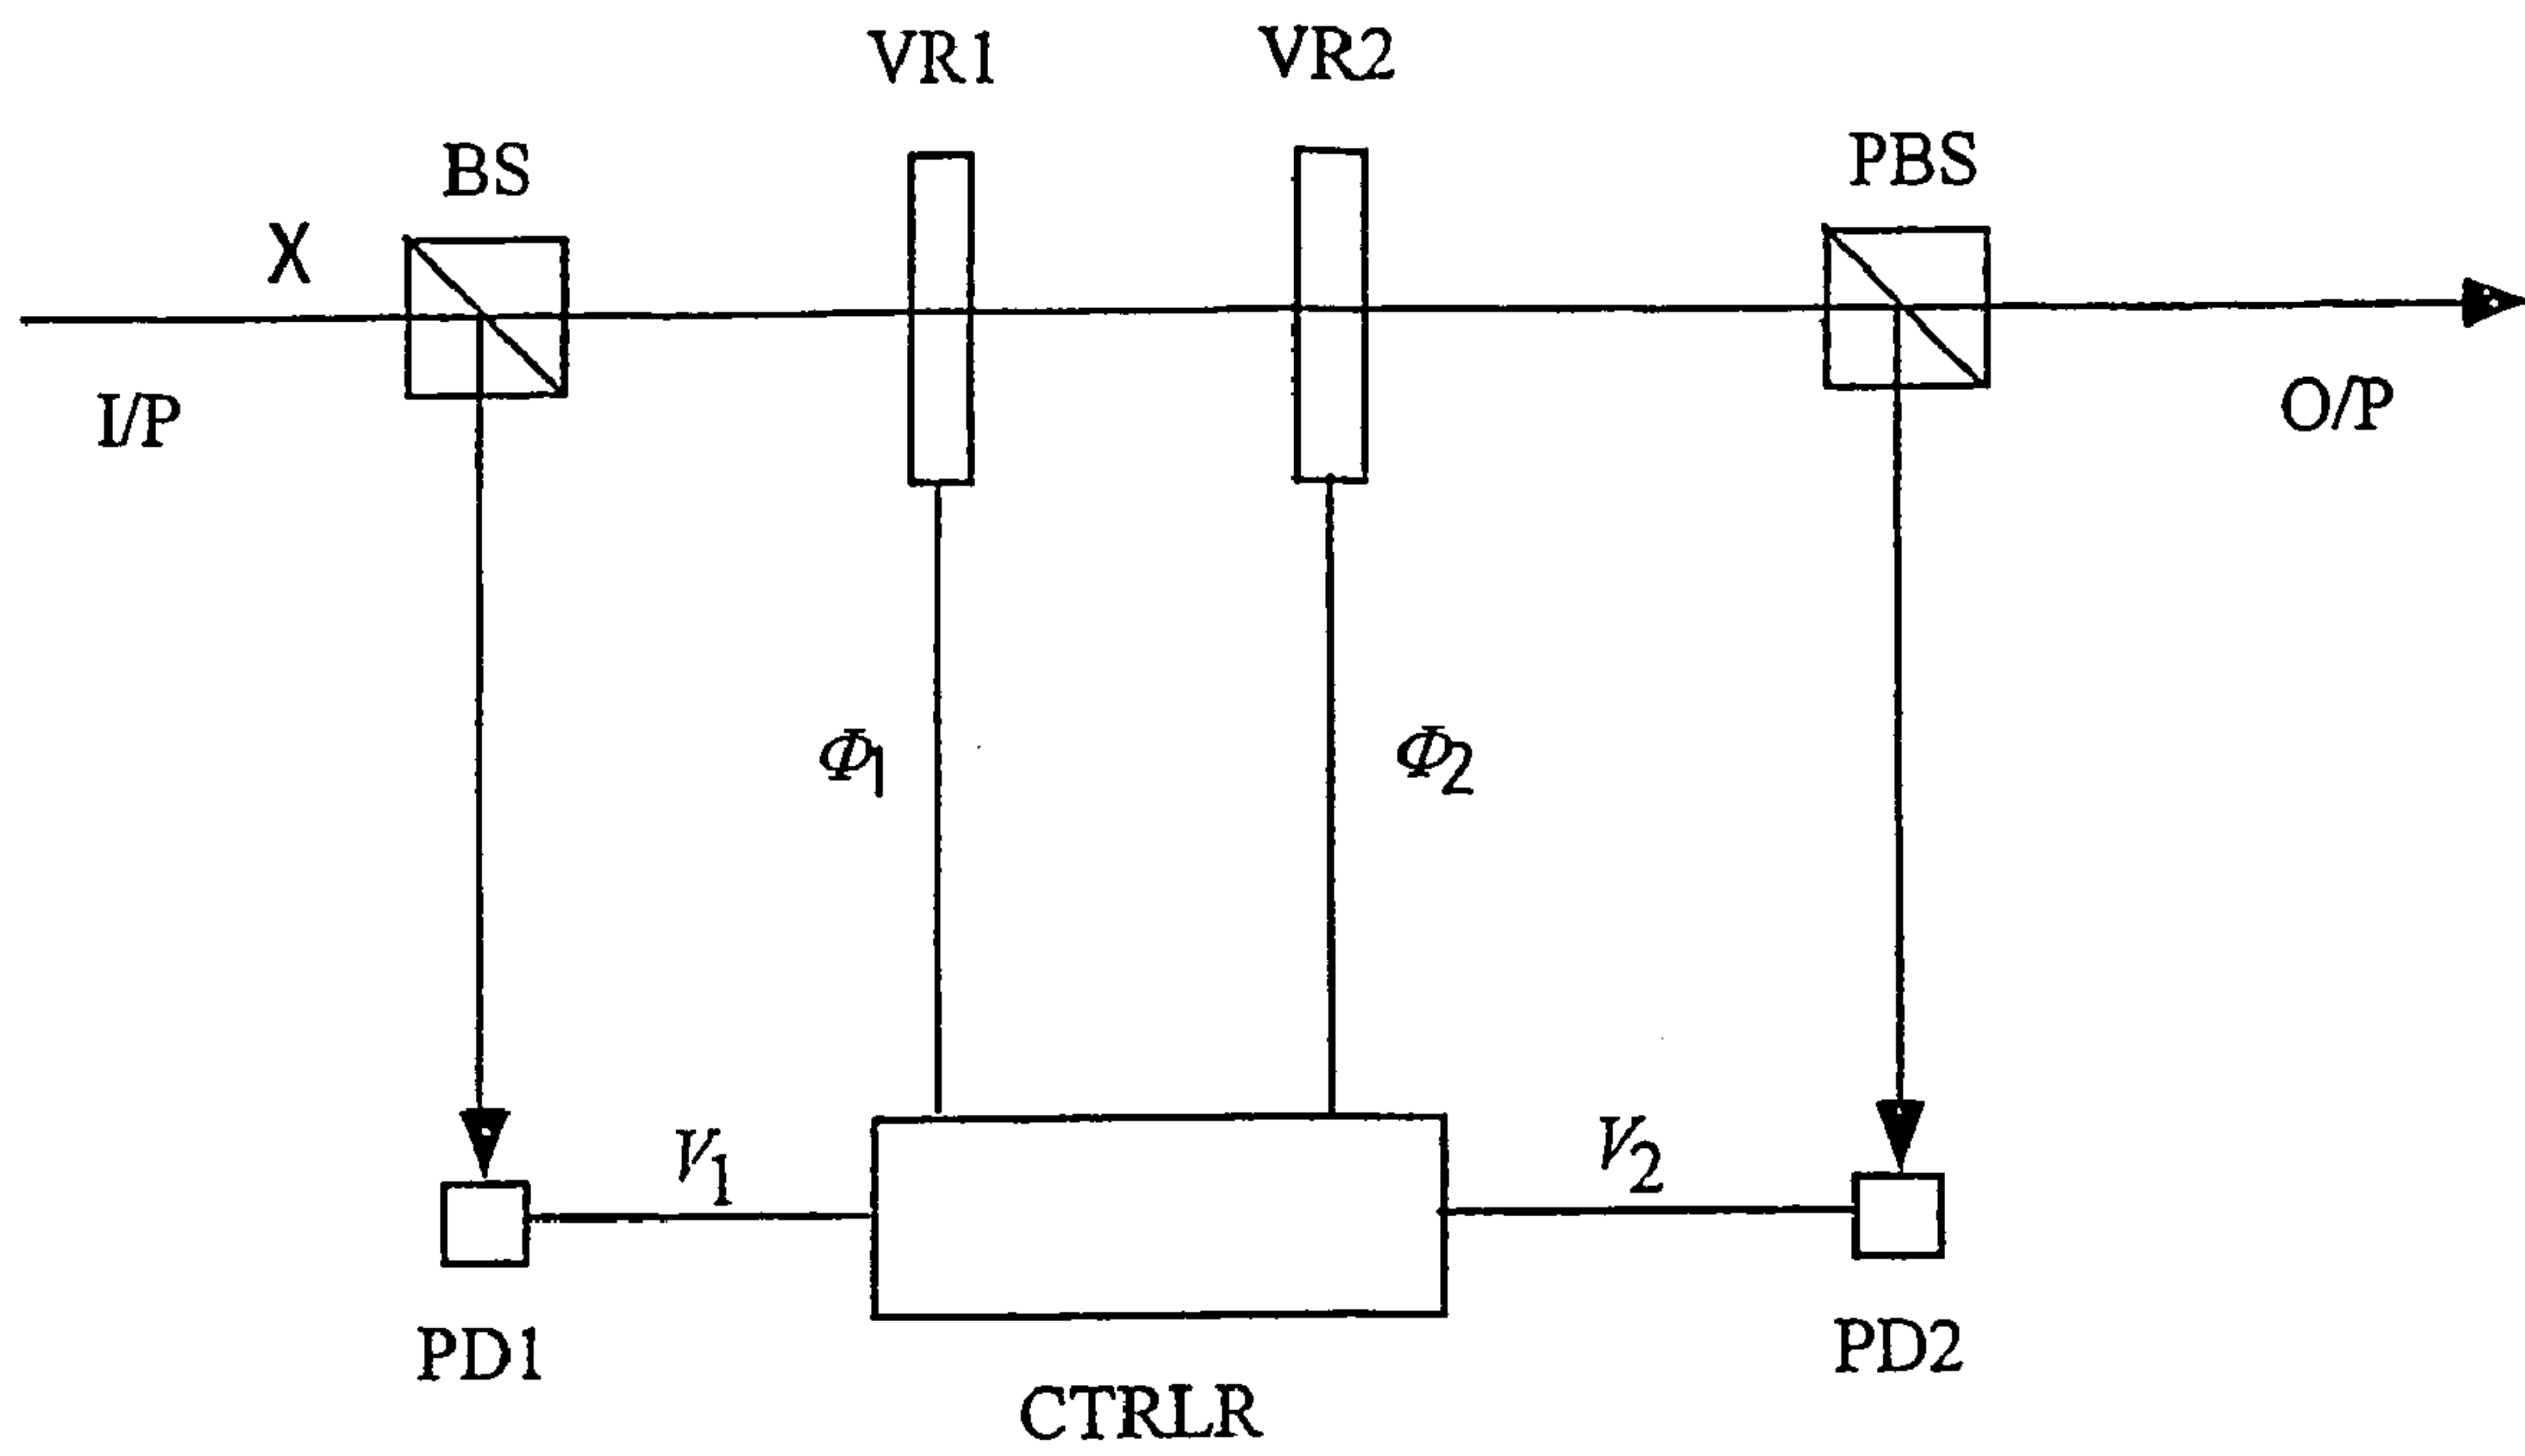 VR1
VR2
BS
PBS
X
I/P
O/P
Φ1
Φ2
V1
V2
PD1
PD2
CTRLR